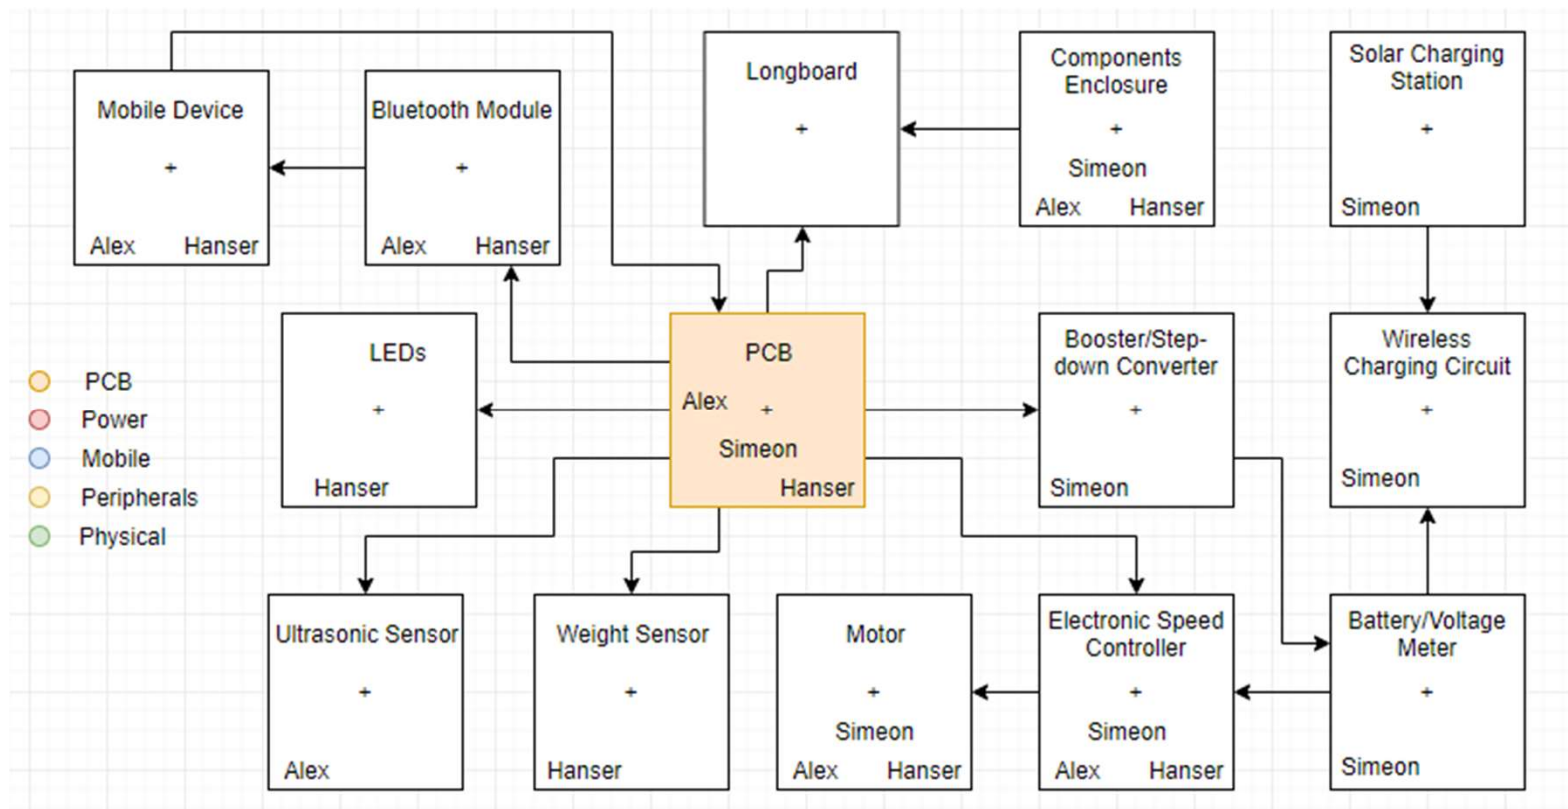 Mobile Device
+
Alex Hanser
Bluetooth Module
+
Alex Hanser
Longboard
+
Components
Enclosure
+
Simeon
Alex Hanser
Solar Charging
Station
+
Simeon
PCB
Power
Mobile
Peripherals
Physical
LEDs
+
Hanser
PCB
Alex +
Simeon
Hanser
Booster/Step-
down Converter
+
Simeon
Wireless
Charging Circuit
+
Simeon
Ultrasonic Sensor
+
Alex
Weight Sensor
+
Hanser
Motor
+
Simeon
Alex Hanser
Electronic Speed
Controller
+
Simeon
Alex Hanser
Battery/Voltage
Meter
+
Simeon